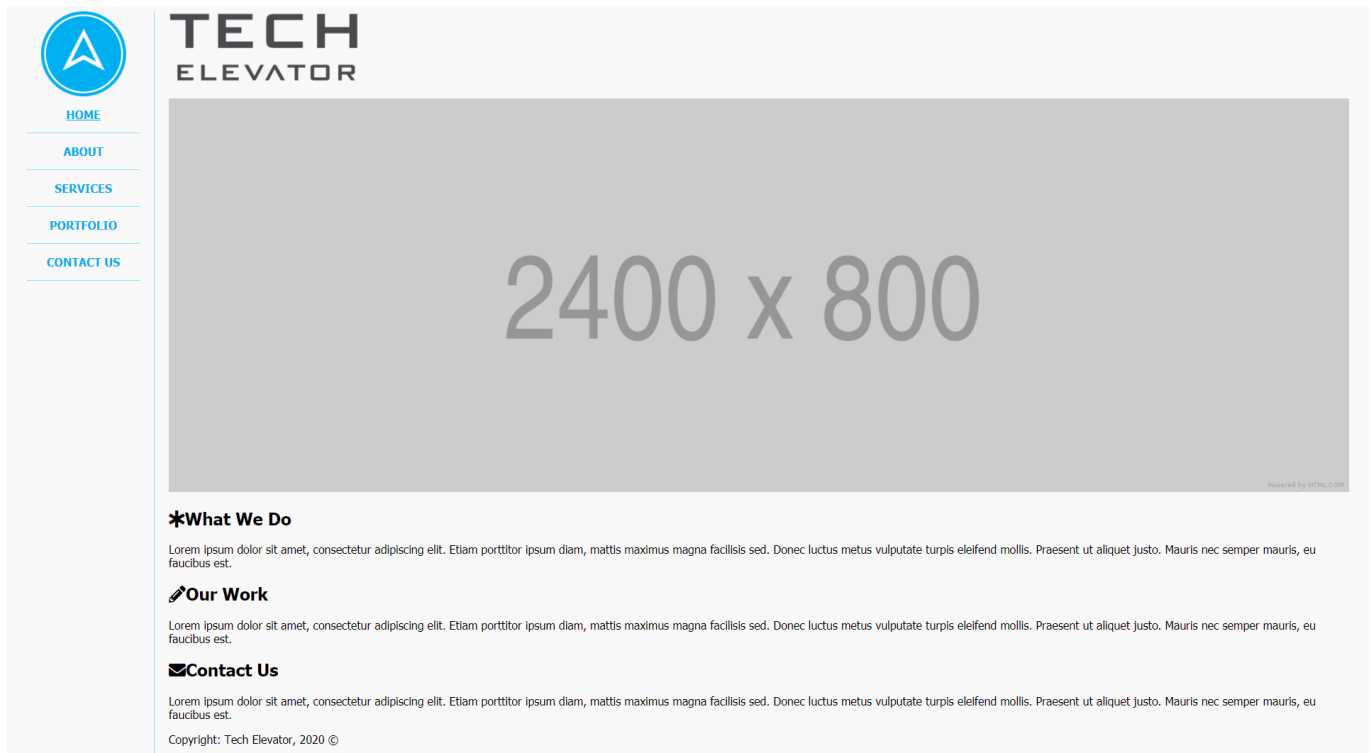 TECH
ELEVATOR
HOME
ABOUT
SERVICES
PORTFOLIO
CONTACT US
2400 x 800
Powered by HTML.COM
What We Do
Lorem ipsum dolor sit amet, consectetur adipiscing elit. Etiam porttitor ipsum diam, mattis maximus magna facilisis sed. Donec luctus metus vulputate turpis eleifend mollis. Praesent ut aliquet justo. Mauris nec semper mauris, eu
faucibus est.
Our Work
Lorem ipsum dolor sit amet, consectetur adipiscing elit. Etiam porttitor ipsum diam, mattis maximus magna facilisis sed. Donec luctus metus vulputate turpis eleifend mollis. Praesent ut aliquet justo. Mauris nec semper mauris, eu
faucibus est.
Contact Us
Lorem ipsum dolor sit amet, consectetur adipiscing elit. Etiam porttitor ipsum diam, mattis maximus magna facilisis sed. Donec luctus metus vulputate turpis eleifend mollis. Praesent ut aliquet justo. Mauris nec semper mauris, eu
faucibus est.
Copyright: Tech Elevator, 2020 ©